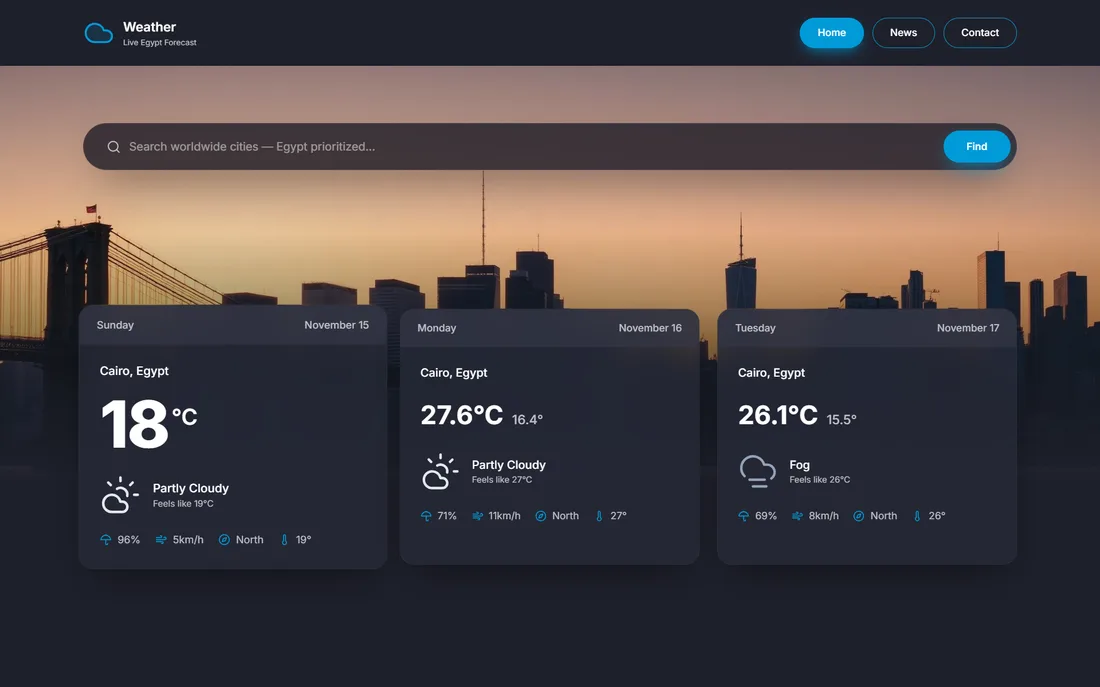 Weather
Live Egypt Forecast
Home
News
Contact
Search worldwide cities — Egypt prioritized...
Find
Sunday
November 15
Cairo, Egypt
18 °C
Partly Cloudy
Feels like 19°C
96%
5km/h
North
19°
Monday
November 16
Cairo, Egypt
27.6°C 16.4°
Partly Cloudy
Feels like 27°C
71%
11km/h
North
27°
Tuesday
November 17
Cairo, Egypt
26.1°C 15.5°
Fog
Feels like 26°C
69%
8km/h
North
26°